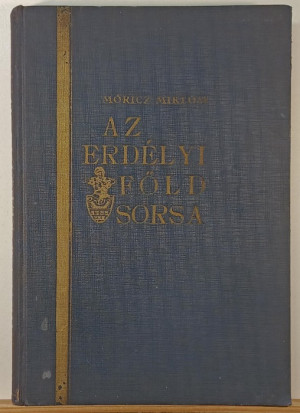 MÓRICZ MIKLÓS
AZ
ERDÉLYI
FÖLD
SORSA